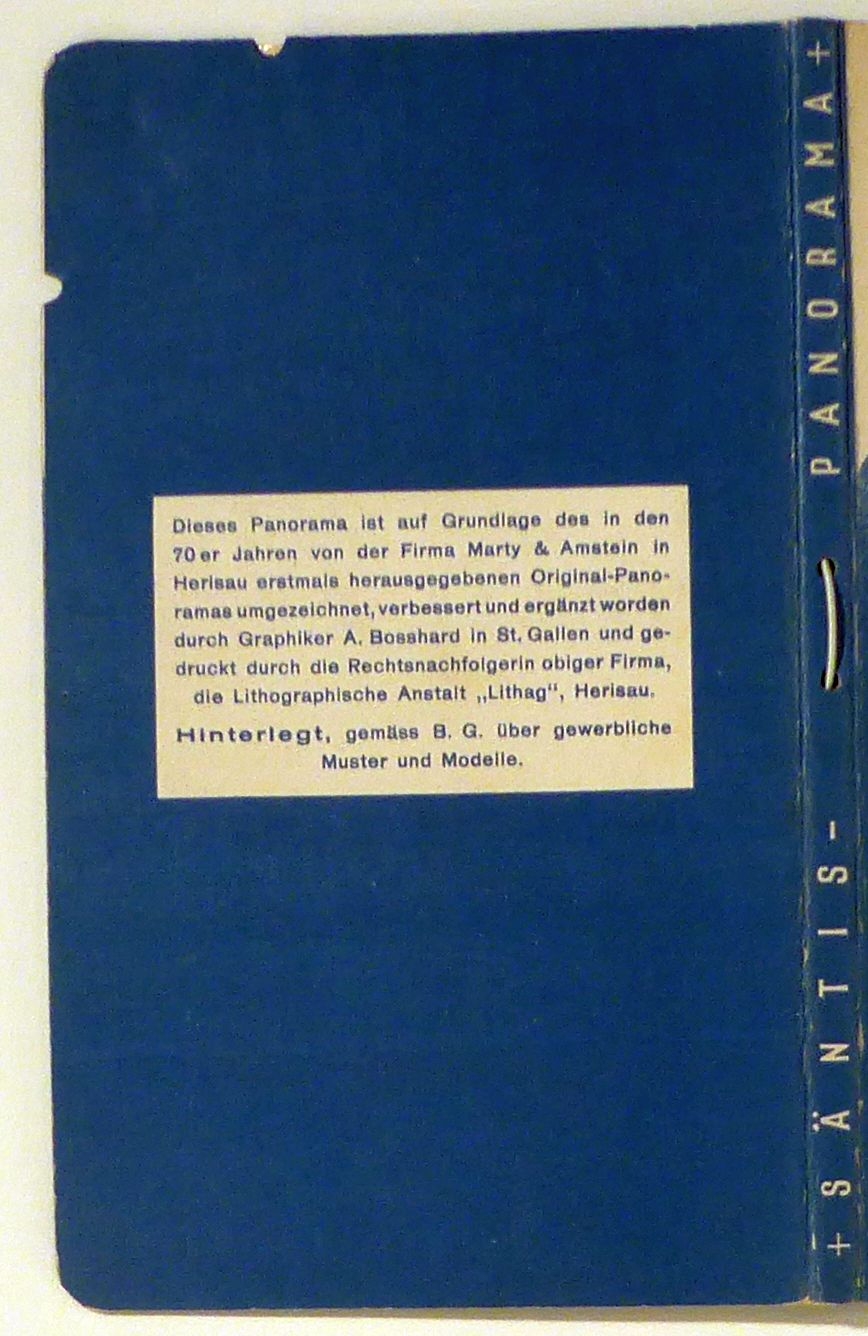 Dieses Panorama ist auf Grundlage des in den
70er Jahren von der Firma Marty & Amstein in
Herisau erstmals herausgegebenen Original-Pano-
ramas umgezeichnet, verbessert und ergänzt worden
durch Graphiker A. Bosshard in St. Gallen und ge-
druckt durch die Rechtsnachfolgerin obiger Firma,
die Lithographische Anstalt „Lithag“, Herisau.
Hinterlegt, gemäss B. G. über gewerbliche
Muster und Modelle.
+ SÄNTIS- PANORAMA +